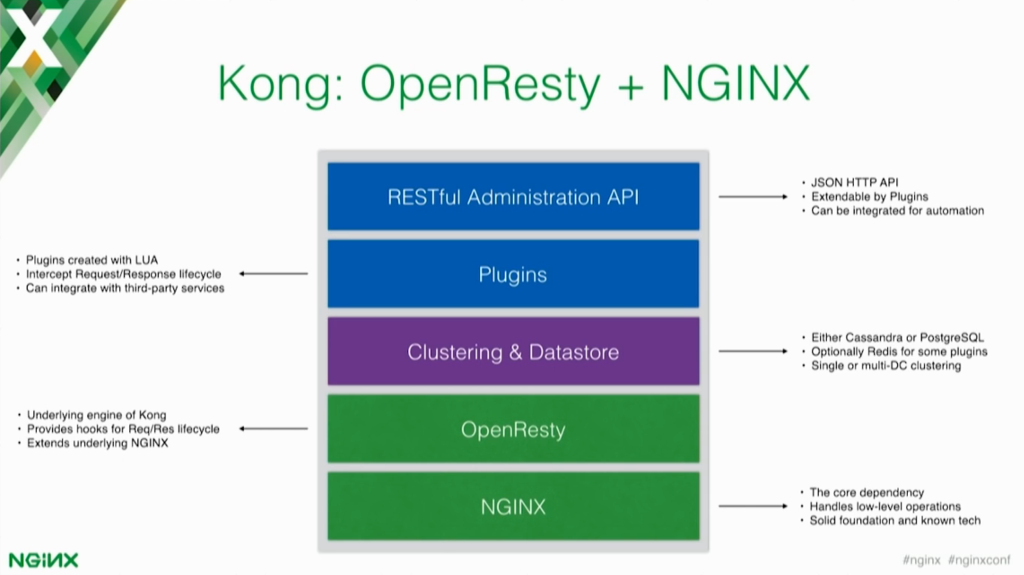 Kong: OpenResty + NGINX
RESTful Administration API
• JSON HTTP API
• Extendable by Plugins
• Can be integrated for automation
• Plugins created with LUA
• Intercept Request/Response lifecycle
• Can integrate with third-party services
Plugins
Clustering & Datastore
• Either Cassandra or PostgreSQL
• Optionally Redis for some plugins
• Single or multi-DC clustering
• Underlying engine of Kong
• Provides hooks for Req/Res lifecycle
• Extends underlying NGINX
OpenResty
NGINX
• The core dependency
• Handles low-level operations
• Solid foundation and known tech
NGINX
#nginx #nginxconf